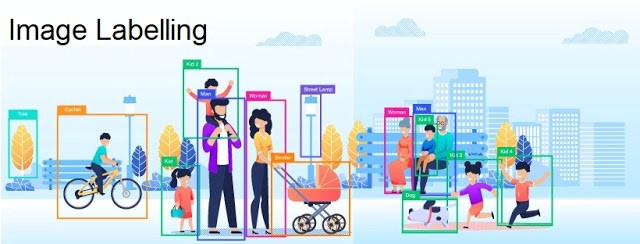 Image Labelling
Kid 2
Tree
Cyclist
Man
Woman
Street Lamp
Kid
Stroller
Woman
Man
Kid 5
Kid 3
Kid 4
Dog